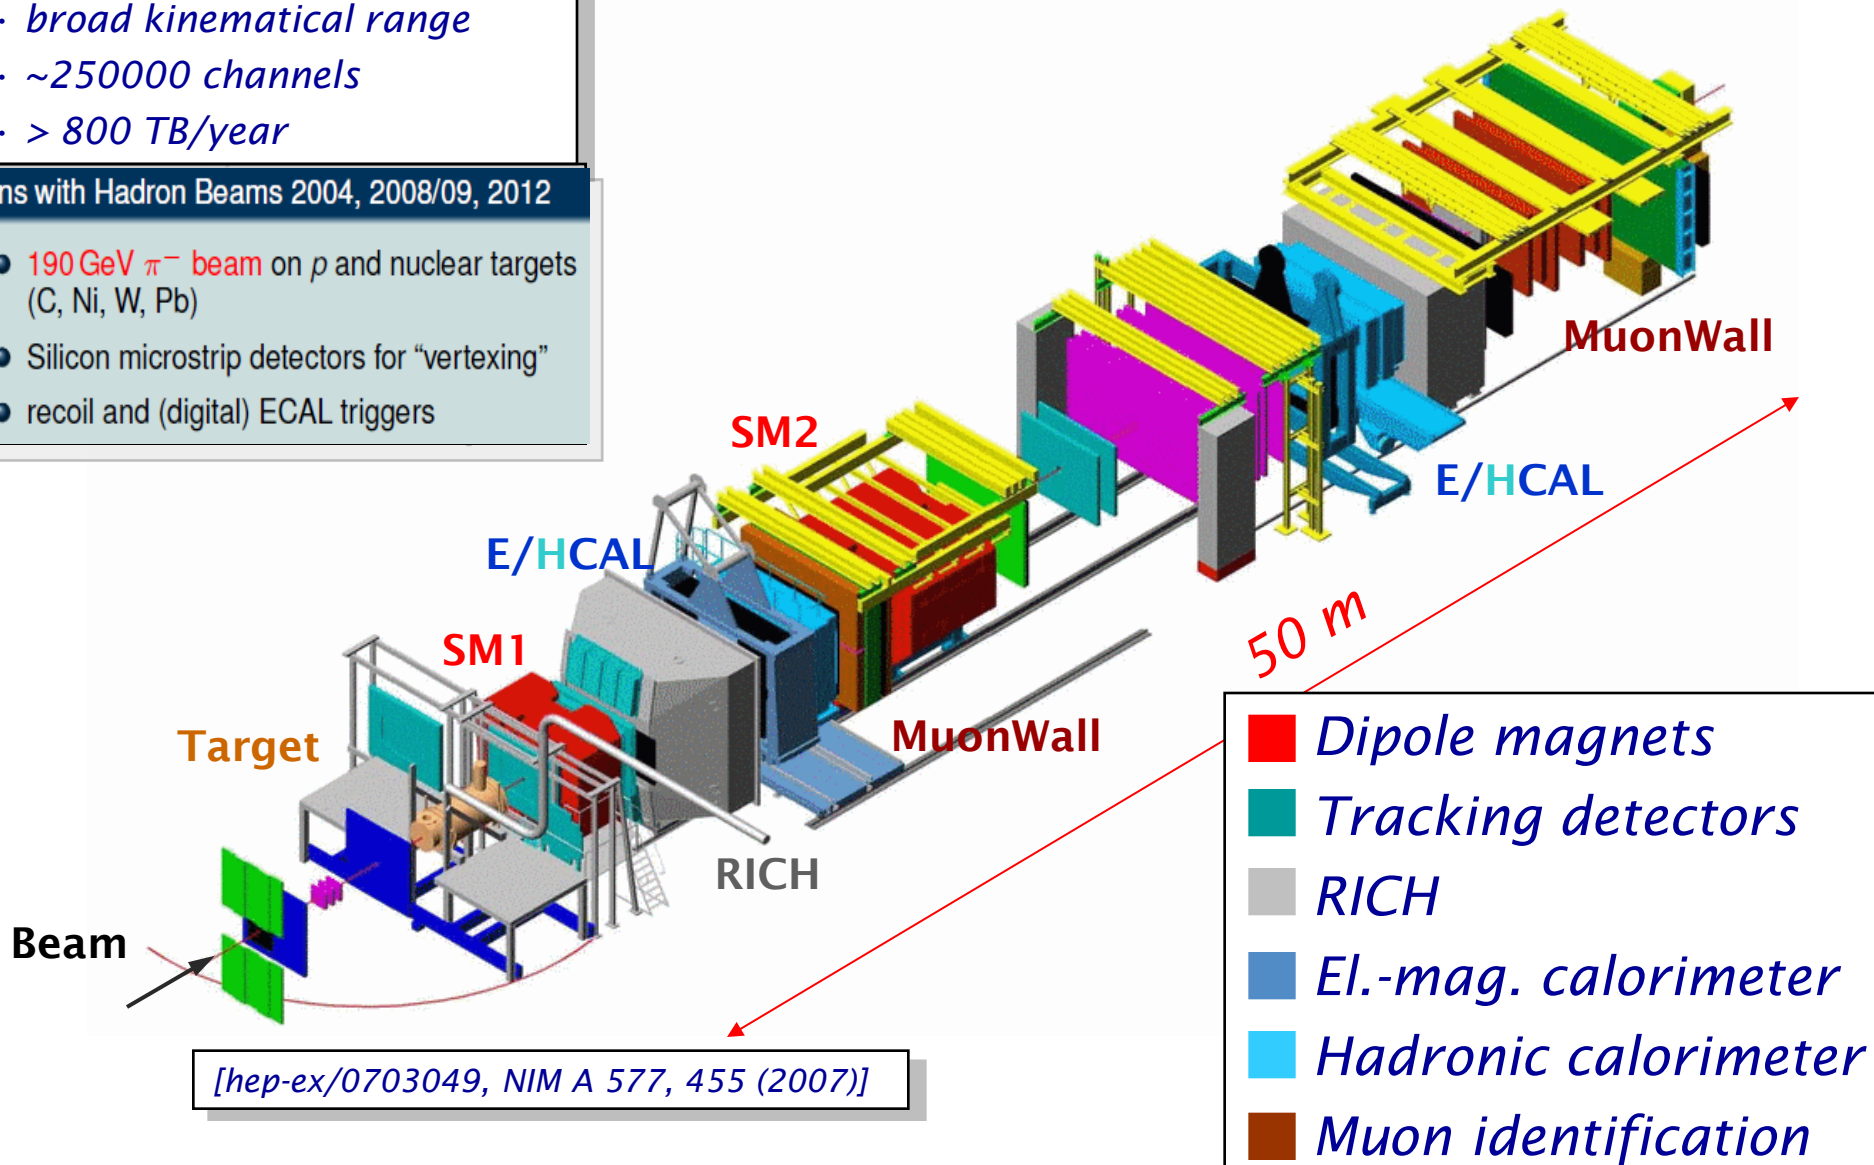 · broad kinematical range
· ~250000 channels
· > 800 TB/year
ns with Hadron Beams 2004, 2008/09, 2012
190 GeV π− beam on p and nuclear targets
(C, Ni, W, Pb)
Silicon microstrip detectors for “vertexing”
recoil and (digital) ECAL triggers
MuonWall
SM2
E/HCAL
E/HCAL
50 m
SM1
MuonWall
Target
RICH
Beam
[hep-ex/0703049, NIM A 577, 455 (2007)]
Dipole magnets
Tracking detectors
RICH
El.-mag. calorimeter
Hadronic calorimeter
Muon identification